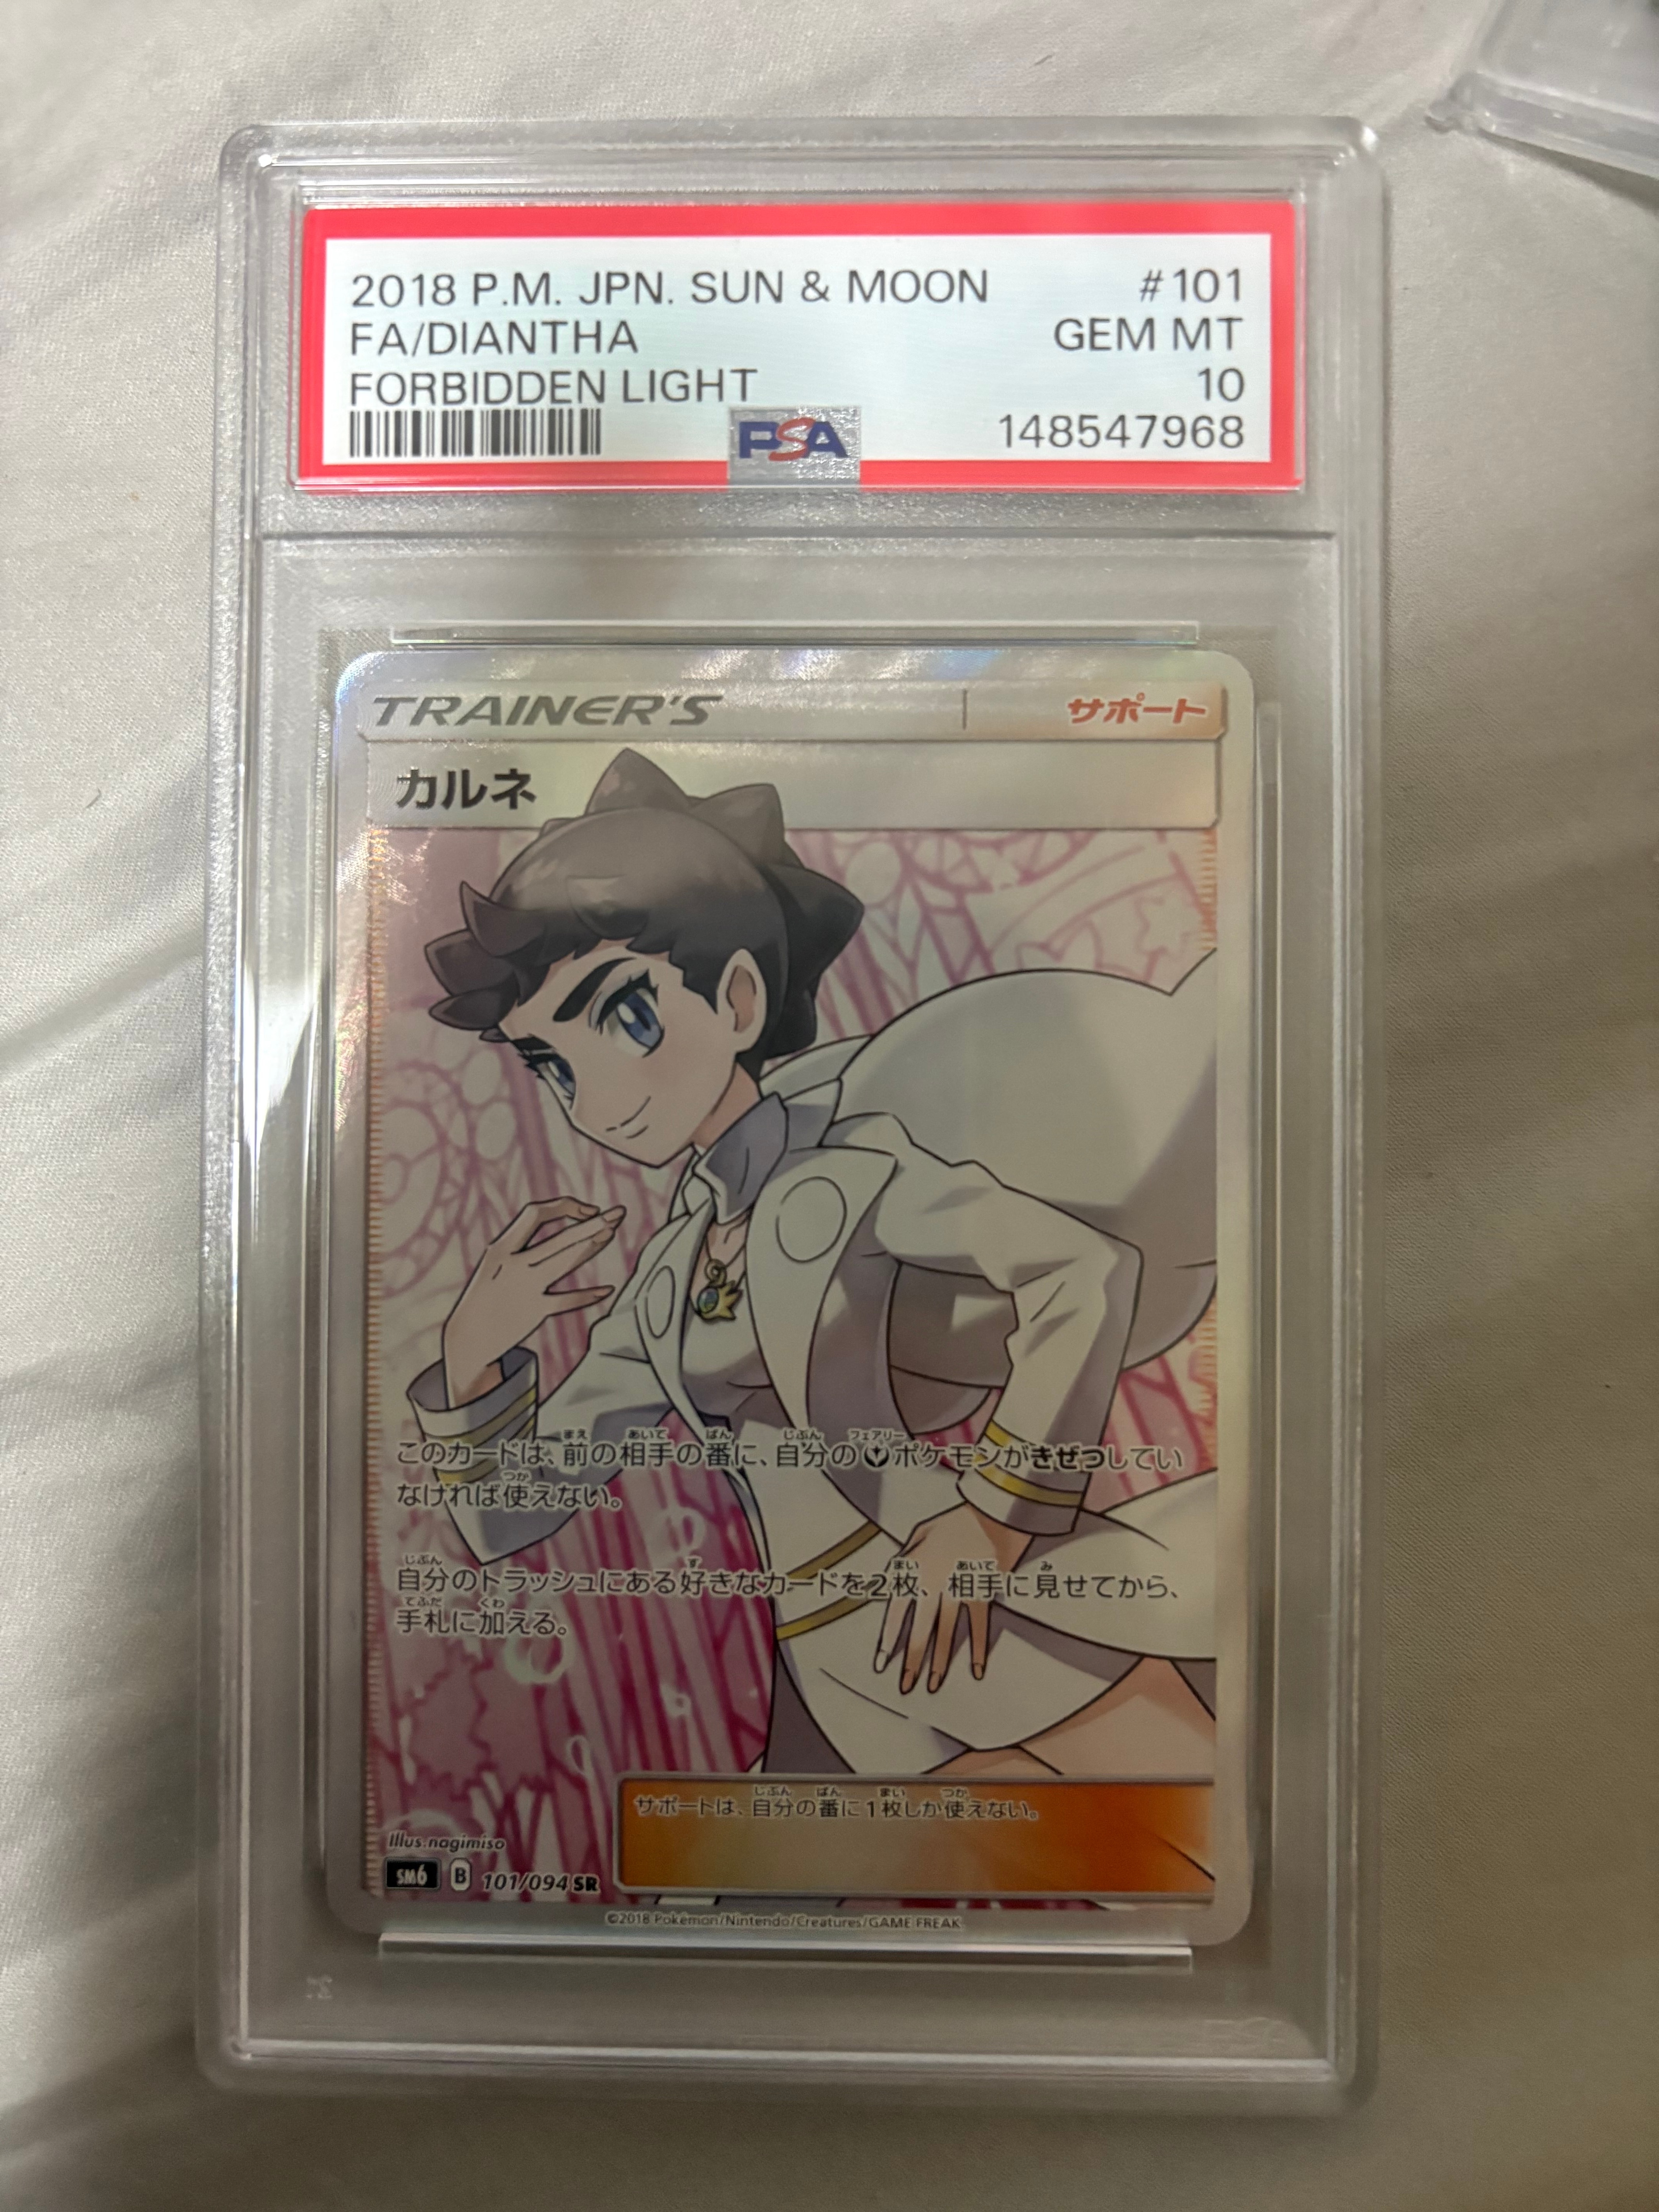 2018 P.M. JPN. SUN & MOON #101
FA/DIANTHA GEM MT
FORBIDDEN LIGHT 10
PSA 148547968
TRAINER'S サポート
カルネ
このカードは、前の相手の番に、自分のポケモンがきぜつしてい
なければ使えない。
自分のトラッシュにある好きなカードを2枚、相手に見せてから、
手札に加える。
サポートは、自分の番に1枚しか使えない。
Illus. nagimiso
SM6 B 101/094 SR
©2018 Pokémon/Nintendo/Creatures/GAME FREAK